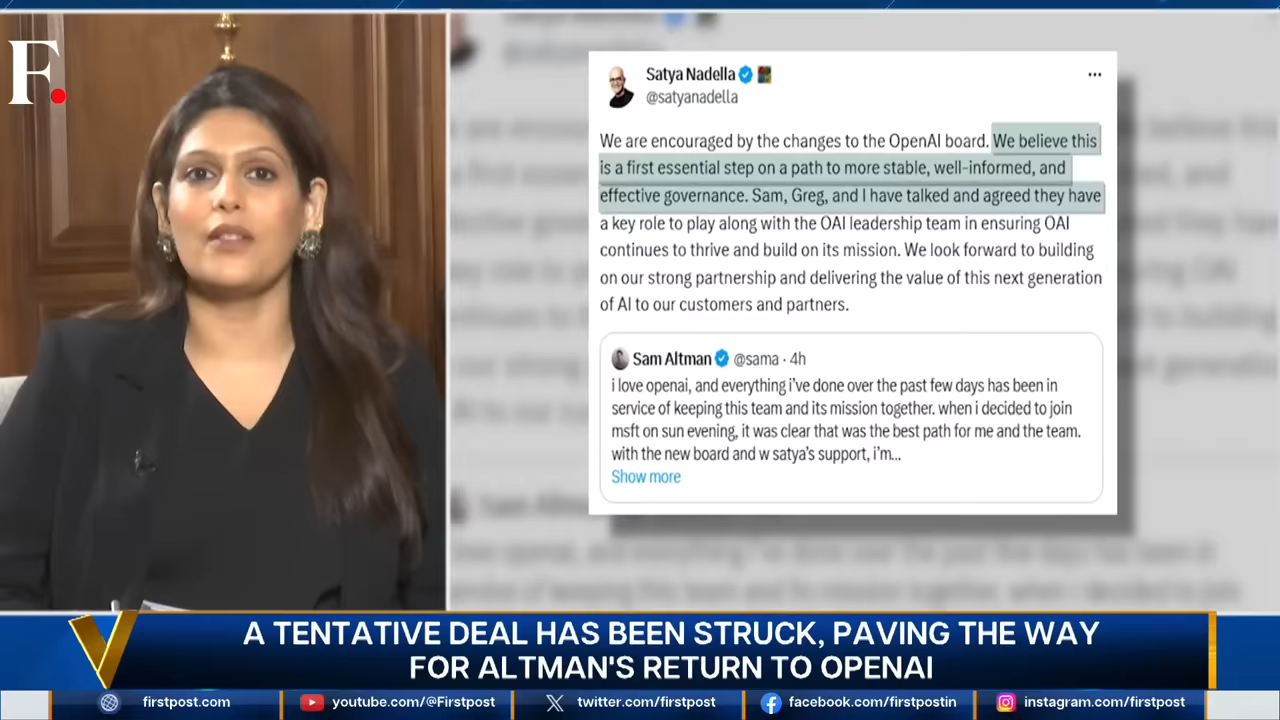 F.
Satya Nadella
@satyanadella
We are encouraged by the changes to the OpenAI board. We believe this
is a first essential step on a path to more stable, well-informed, and
effective governance. Sam, Greg, and I have talked and agreed they have
a key role to play along with the OAI leadership team in ensuring OAI
continues to thrive and build on its mission. We look forward to building
on our strong partnership and delivering the value of this next generation
of AI to our customers and partners.
Sam Altman @sama · 4h
i love openai, and everything i've done over the past few days has been in
service of keeping this team and its mission together. when i decided to join
msft on sun evening, it was clear that was the best path for me and the team.
with the new board and w satya's support, i'm...
Show more
A TENTATIVE DEAL HAS BEEN STRUCK, PAVING THE WAY
FOR ALTMAN'S RETURN TO OPENAI
firstpost.com
youtube.com/@Firstpost
twitter.com/firstpost
facebook.com/firstpostin
instagram.com/firstpost